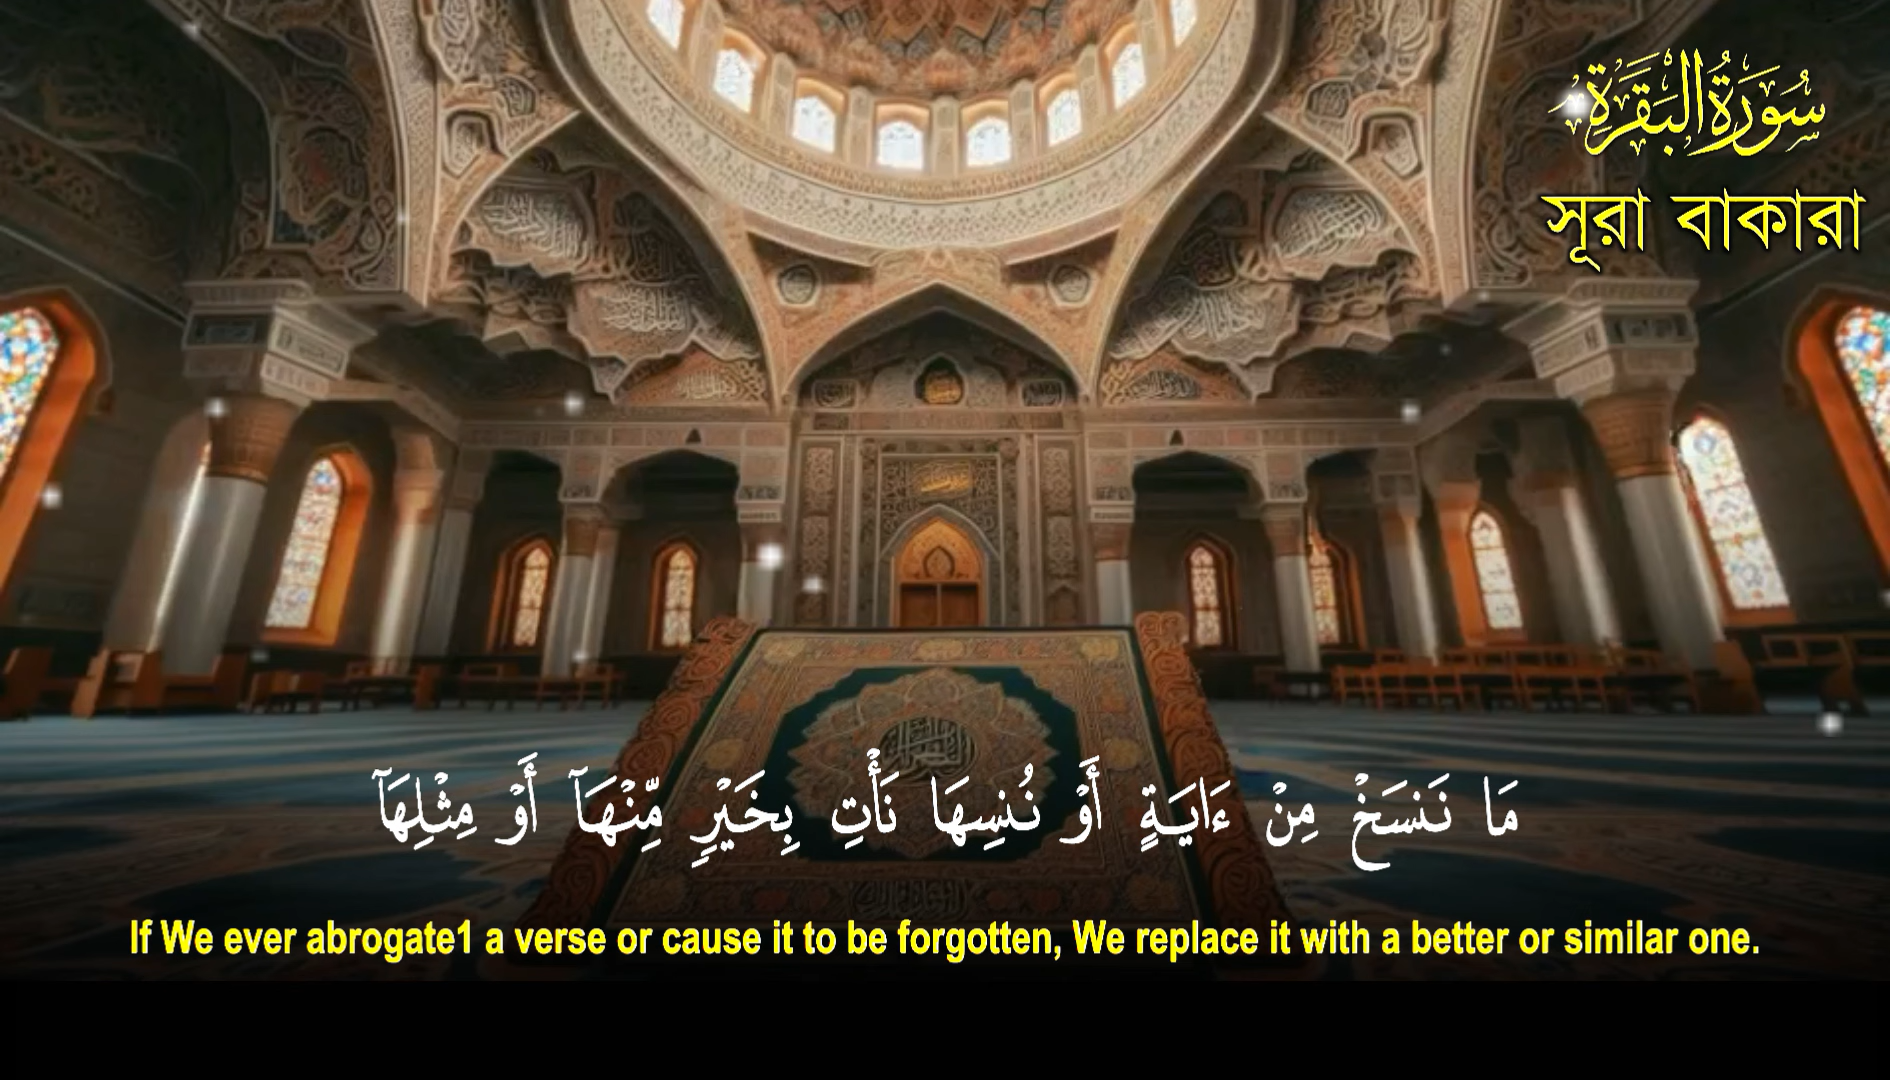 سُورَةُ البَقَرَةِ
সূরা বাকারা
مَا نَنسَخْ مِنْ ءَايَةٍ أَوْ نُنسِهَا نَأْتِ بِخَيْرٍ مِّنْهَآ أَوْ مِثْلِهَآ
If We ever abrogate1 a verse or cause it to be forgotten, We replace it with a better or similar one.